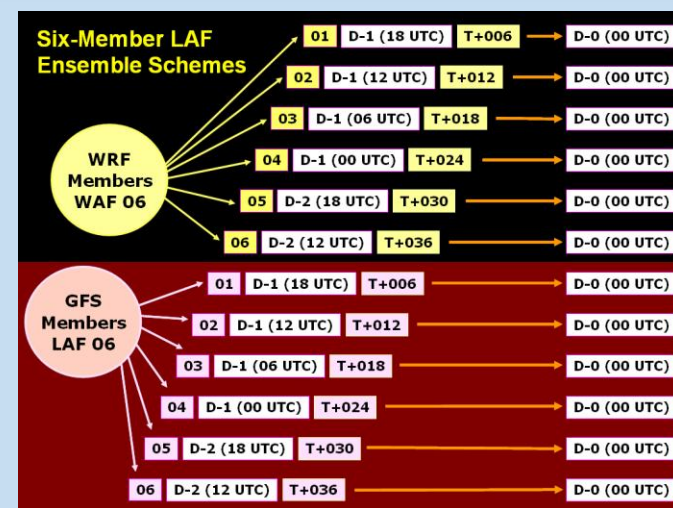 Six-Member LAF
Ensemble Schemes
WRF
Members
WAF 06
01 D-1 (18 UTC) T+006 D-0 (00 UTC)
02 D-1 (12 UTC) T+012 D-0 (00 UTC)
03 D-1 (06 UTC) T+018 D-0 (00 UTC)
04 D-1 (00 UTC) T+024 D-0 (00 UTC)
05 D-2 (18 UTC) T+030 D-0 (00 UTC)
06 D-2 (12 UTC) T+036 D-0 (00 UTC)
GFS
Members
LAF 06
01 D-1 (18 UTC) T+006 D-0 (00 UTC)
02 D-1 (12 UTC) T+012 D-0 (00 UTC)
03 D-1 (06 UTC) T+018 D-0 (00 UTC)
04 D-1 (00 UTC) T+024 D-0 (00 UTC)
05 D-2 (18 UTC) T+030 D-0 (00 UTC)
06 D-2 (12 UTC) T+036 D-0 (00 UTC)